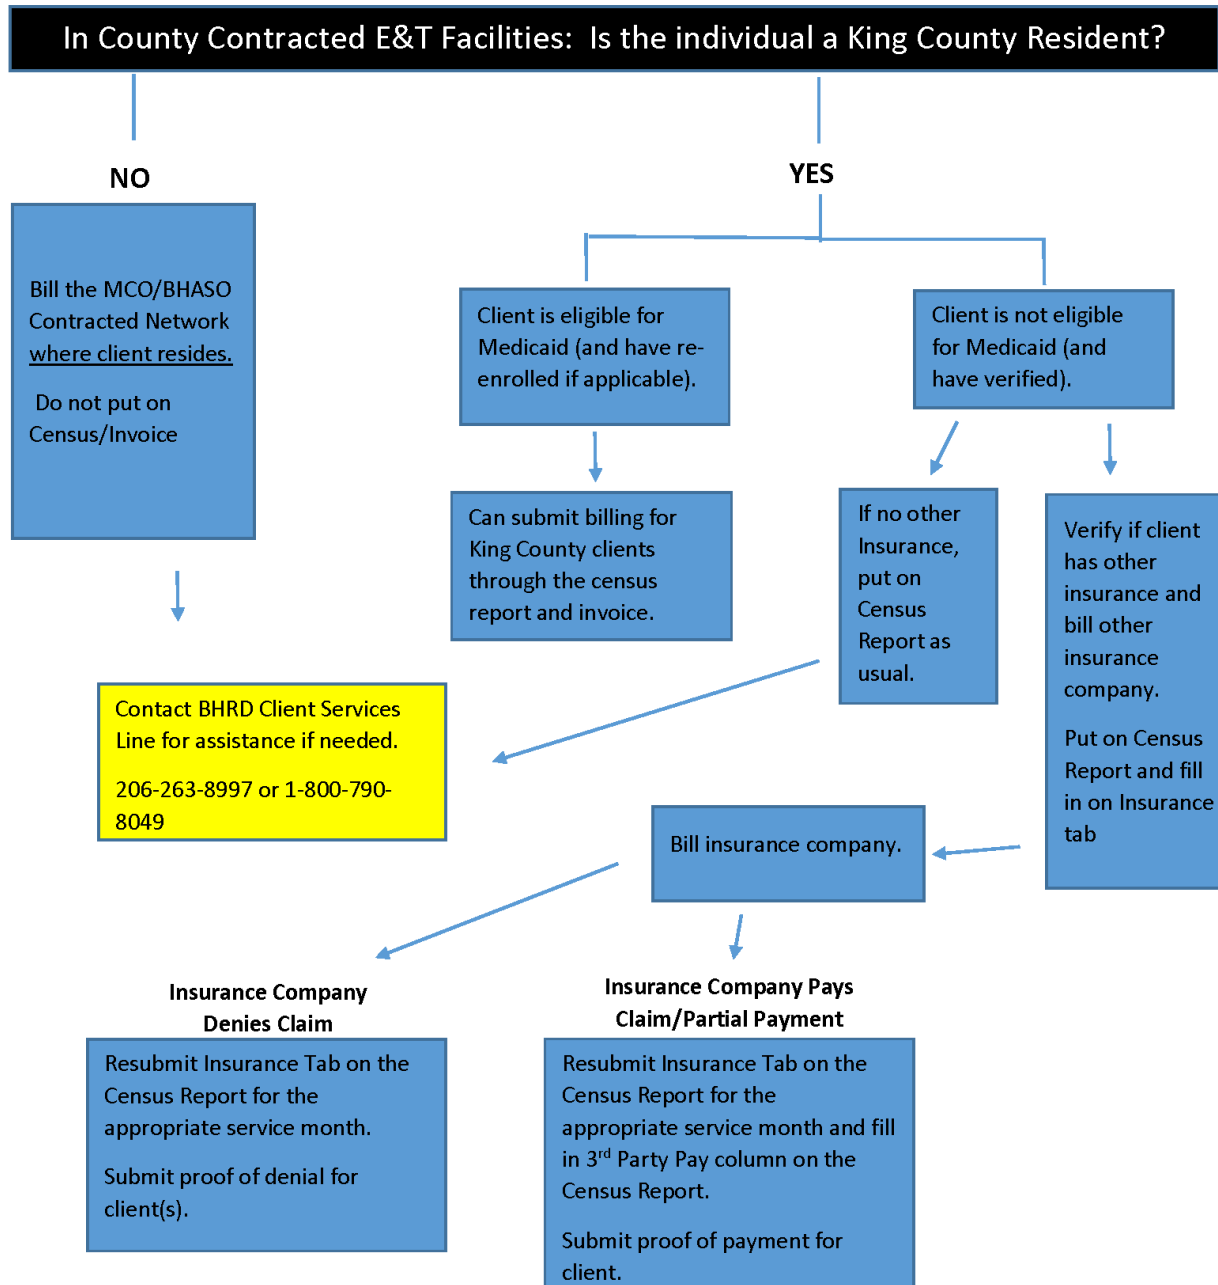 In County Contracted E&T Facilities:  Is the individual a King County Resident?
NO
YES
Bill the MCO/BHASO
Contracted Network
where client resides.
Do not put on
Census/Invoice
Client is eligible for
Medicaid (and have re-
enrolled if applicable).
Client is not eligible
for Medicaid (and
have verified).
Can submit billing for
King County clients
through the census
report and invoice.
If no other
Insurance,
put on
Census
Report as
usual.
Verify if client
has other
insurance and
bill other
insurance
company.
Put on Census
Report and fill
in on Insurance
tab
Contact BHRD Client Services
Line for assistance if needed.
206-263-8997 or 1-800-790-
8049
Bill insurance company.
Insurance Company
Denies Claim
Resubmit Insurance Tab on the
Census Report for the
appropriate service month.
Submit proof of denial for
client(s).
Insurance Company Pays
Claim/Partial Payment
Resubmit Insurance Tab on the
Census Report for the
appropriate service month and fill
in 3rd Party Pay column on the
Census Report.
Submit proof of payment for
client.